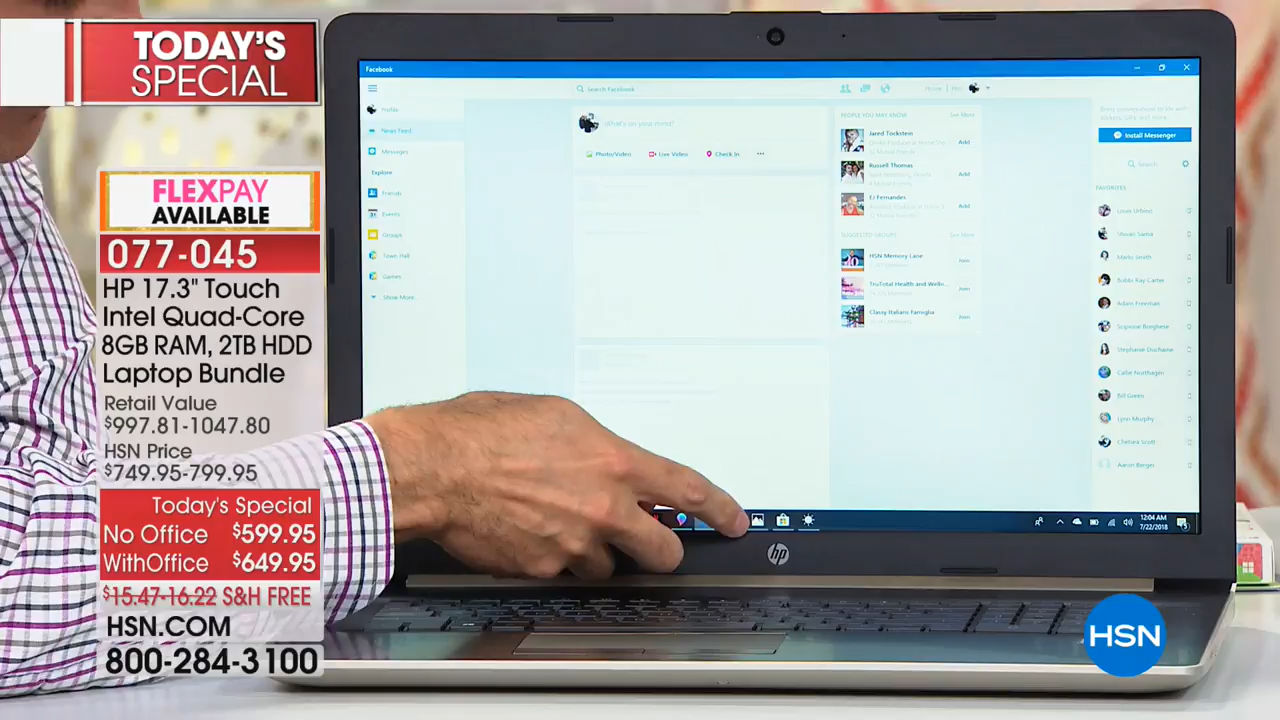 TODAY'S
SPECIAL
FLEXPAY
AVAILABLE
077-045
HP 17.3" Touch
Intel Quad-Core
8GB RAM, 2TB HDD
Laptop Bundle
Retail Value
$997.81-1047.80
HSN Price
$749.95-799.95
Today's Special
No Office $599.95
WithOffice $649.95
$15.47-16.22 S&H FREE
HSN.COM
800-284-3100
Facebook
Search Facebook
Home
Profile
News Feed
Messages
Explore
Friends
Events
Groups
Town Hall
Games
Show More...
What's on your mind?
Photo/Video
Live Video
Check In
PEOPLE YOU MAY KNOW See More
Jared Tockstein
Add
Russell Thomas
Add
EJ Fernandes
Add
SUGGESTED GROUPS See More
HSN Memory Lane
Join
TruTotal Health and Welln...
Join
Classy Italians Famiglia
Join
Install Messenger
Search
FAVORITES
Mario Smith
Bobbi Ray Carter
Adam Freeman
Scipione Borghese
Stephanie Duchaine
Callie Northagen
Bill Green
Lynn Murphy
Chelsea Scott
Aaron Berger
12:04 AM
7/22/2018
hp
HSN